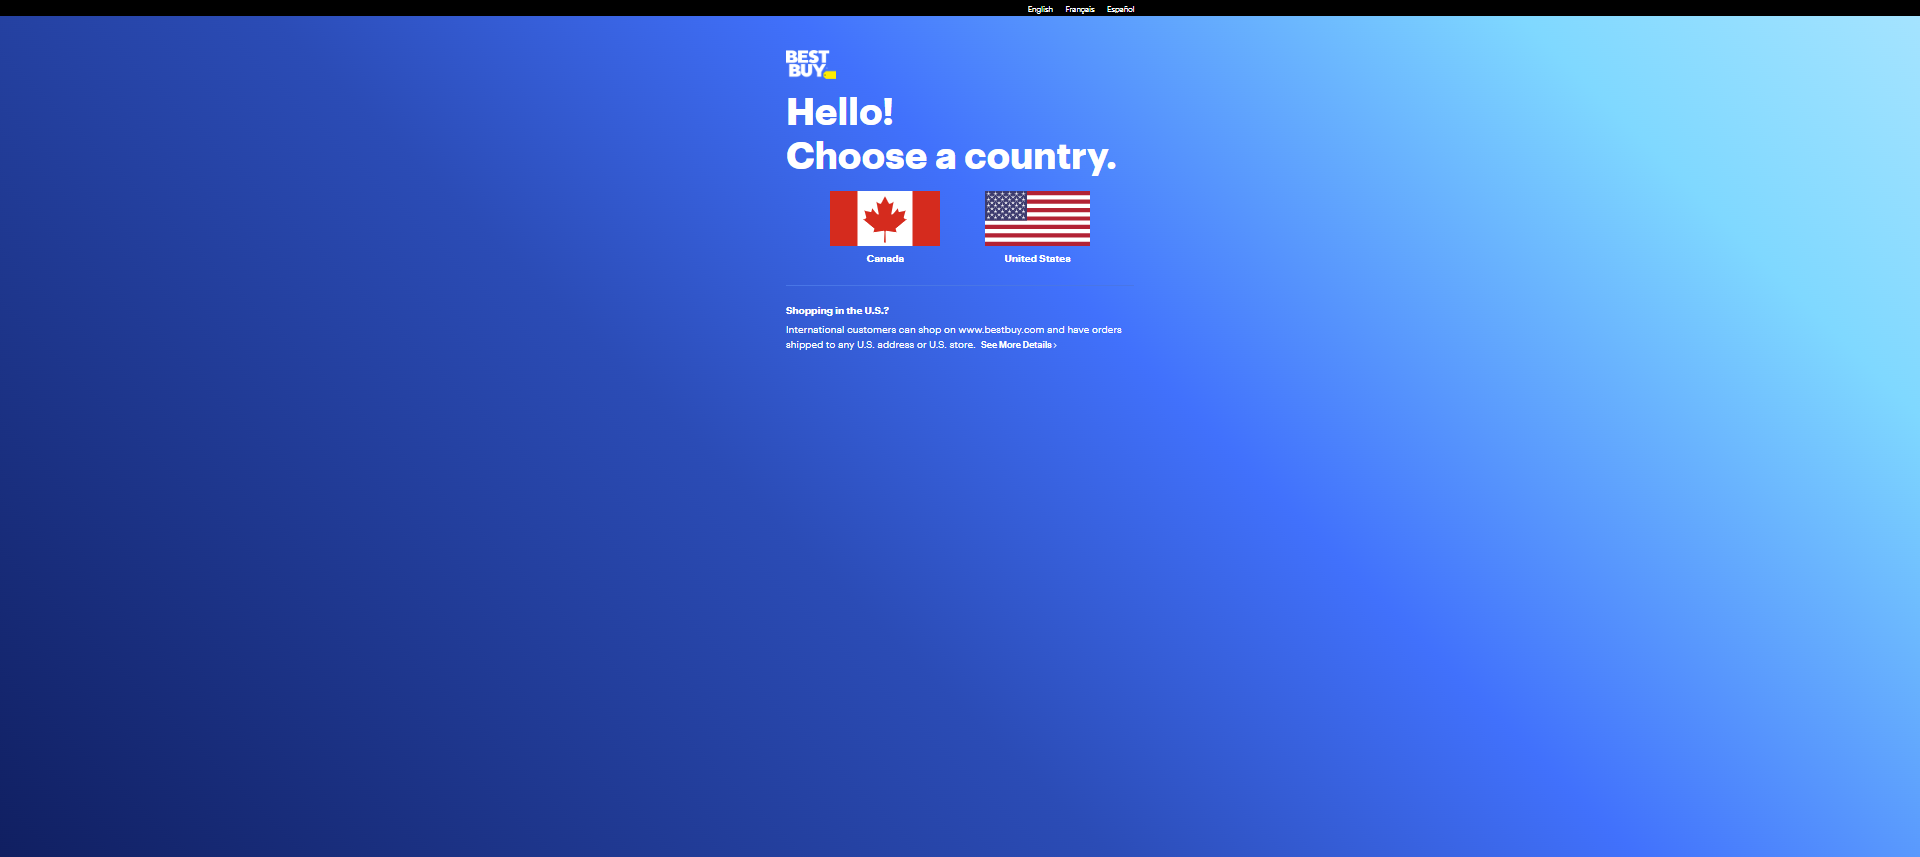 English Français Español
BEST
BUY
Hello!
Choose a country.
Canada United States
Shopping in the U.S.?
International customers can shop on www.bestbuy.com and have orders
shipped to any U.S. address or U.S. store. See More Details ›